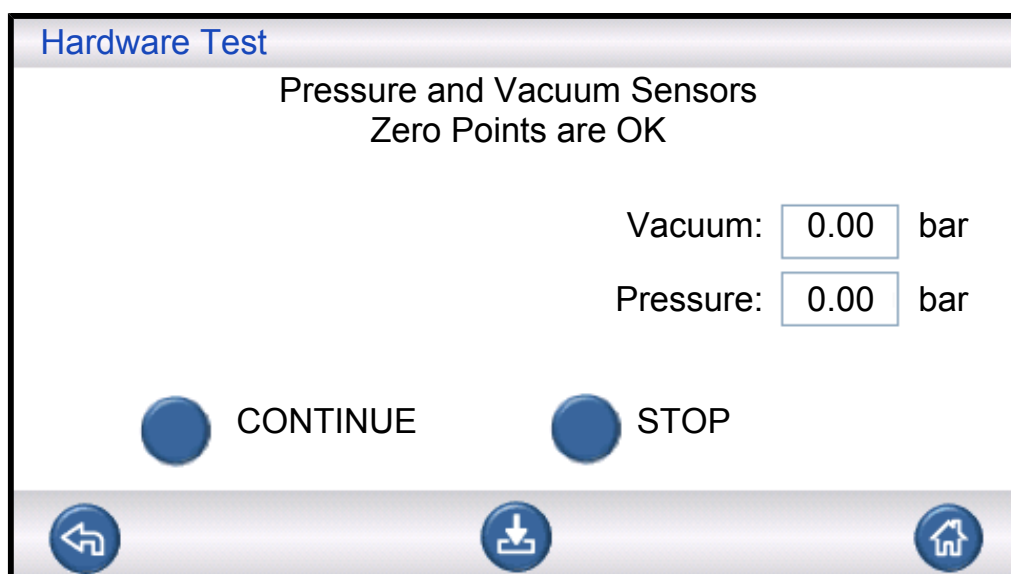 Hardware Test
Pressure and Vacuum Sensors
Zero Points are OK
Vacuum: 0.00 bar
Pressure: 0.00 bar
CONTINUE STOP